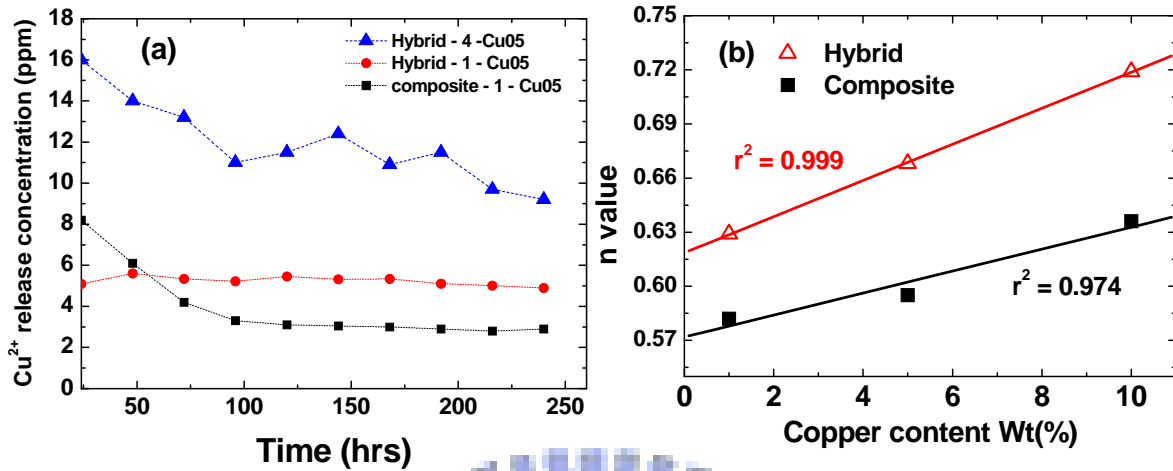 (a)
Hybrid - 4 -Cu05
Hybrid - 1 - Cu05
composite - 1 - Cu05
Cu2+ release concentration (ppm)
18
16
14
12
10
8
6
4
2
0
50
100
150
200
250
Time (hrs)
(b)
Hybrid
Composite
n value
0.75
0.72
0.69
0.66
0.63
0.60
0.57
r2 = 0.999
r2 = 0.974
0
2
4
6
8
10
Copper content Wt(%)